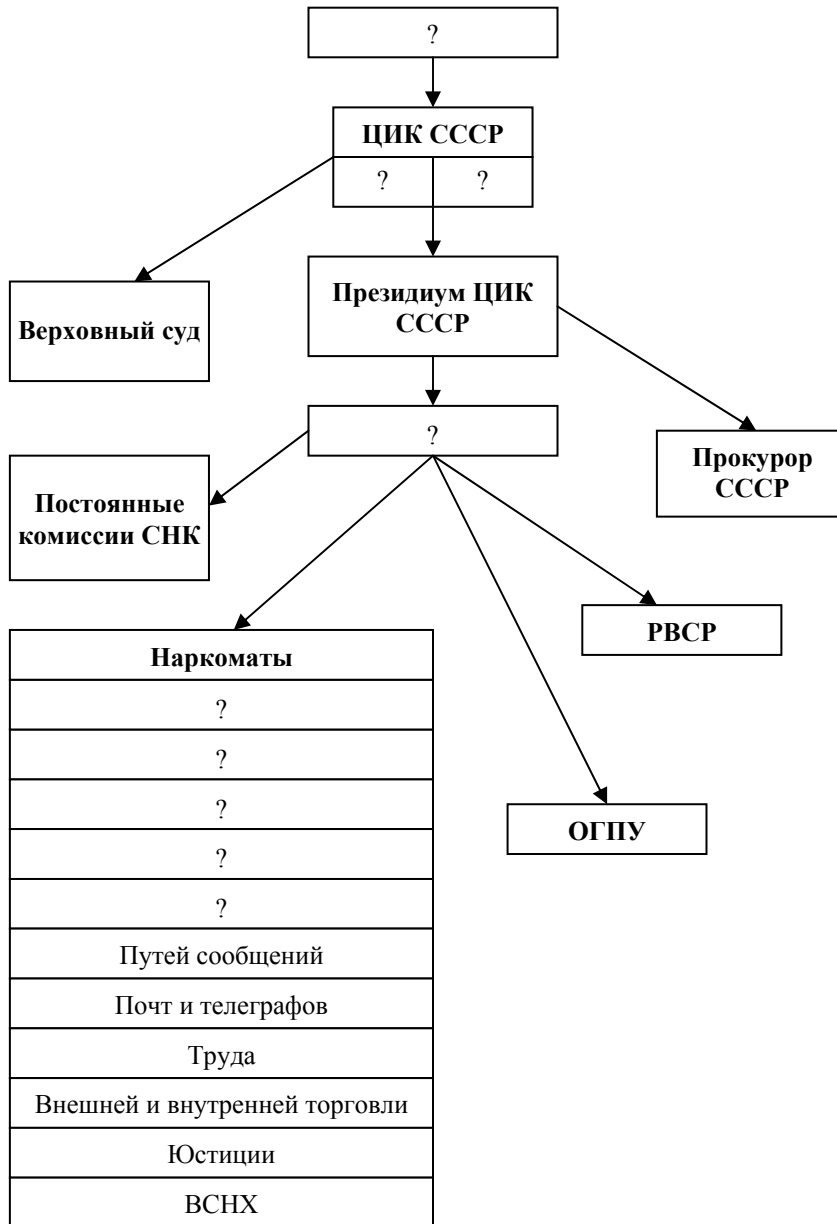 ?
ЦИК СССР
? ?
Верховный суд
Президиум ЦИК
СССР
?
Прокурор
СССР
Постоянные
комиссии СНК
РВСР
ОГПУ
Наркоматы
?
?
?
?
?
Путей сообщений
Почт и телеграфов
Труда
Внешней и внутренней торговли
Юстиции
ВСНХ